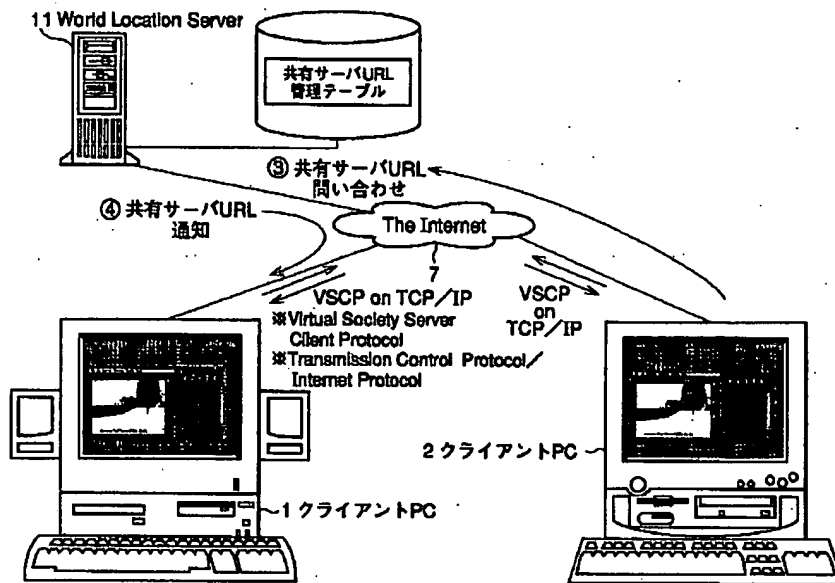 11 World Location Server
共有サーバURL
管理テーブル
③ 共有サーバURL
問い合わせ
④ 共有サーバURL
通知
The Internet
7
VSCP on TCP/IP
※Virtual Society Server
Client Protocol
※Transmission Control Protocol/
Internet Protocol
VSCP
on
TCP/IP
2 クライアントPC
1 クライアントPC